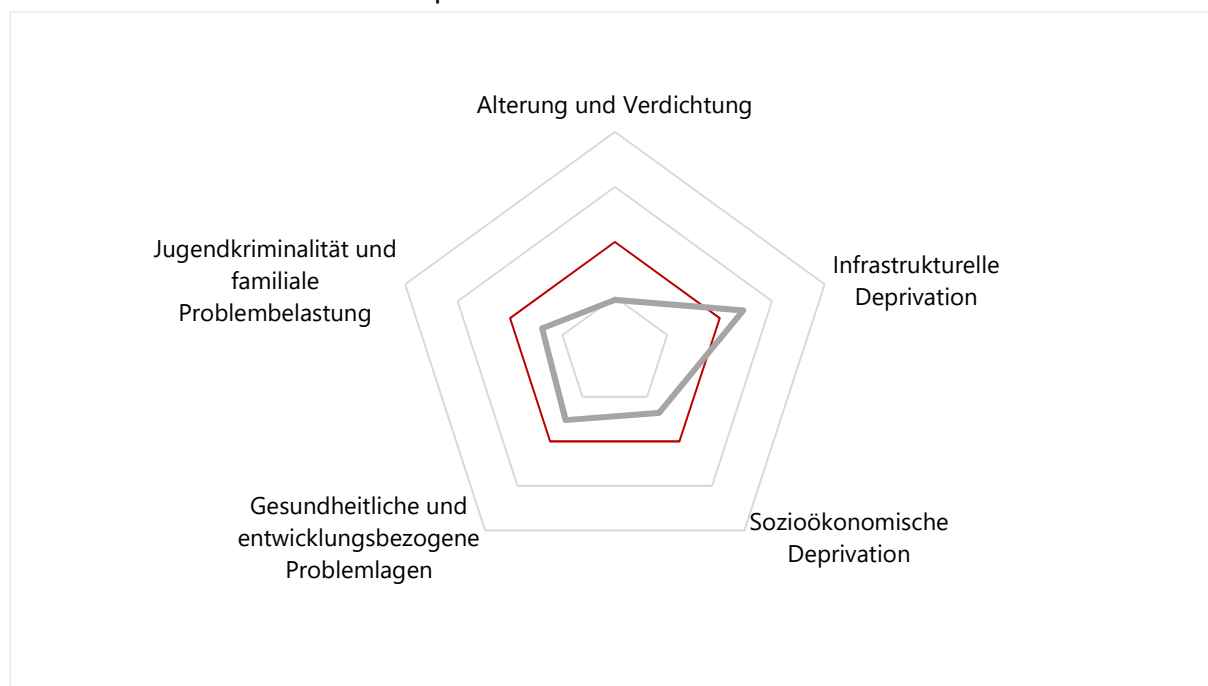 Alterung und Verdichtung
Jugendkriminalität und
familiale
Problembelastung
Infrastrukturelle
Deprivation
Gesundheitliche und
entwicklungsbezogene
Problemlagen
Sozioökonomische
Deprivation